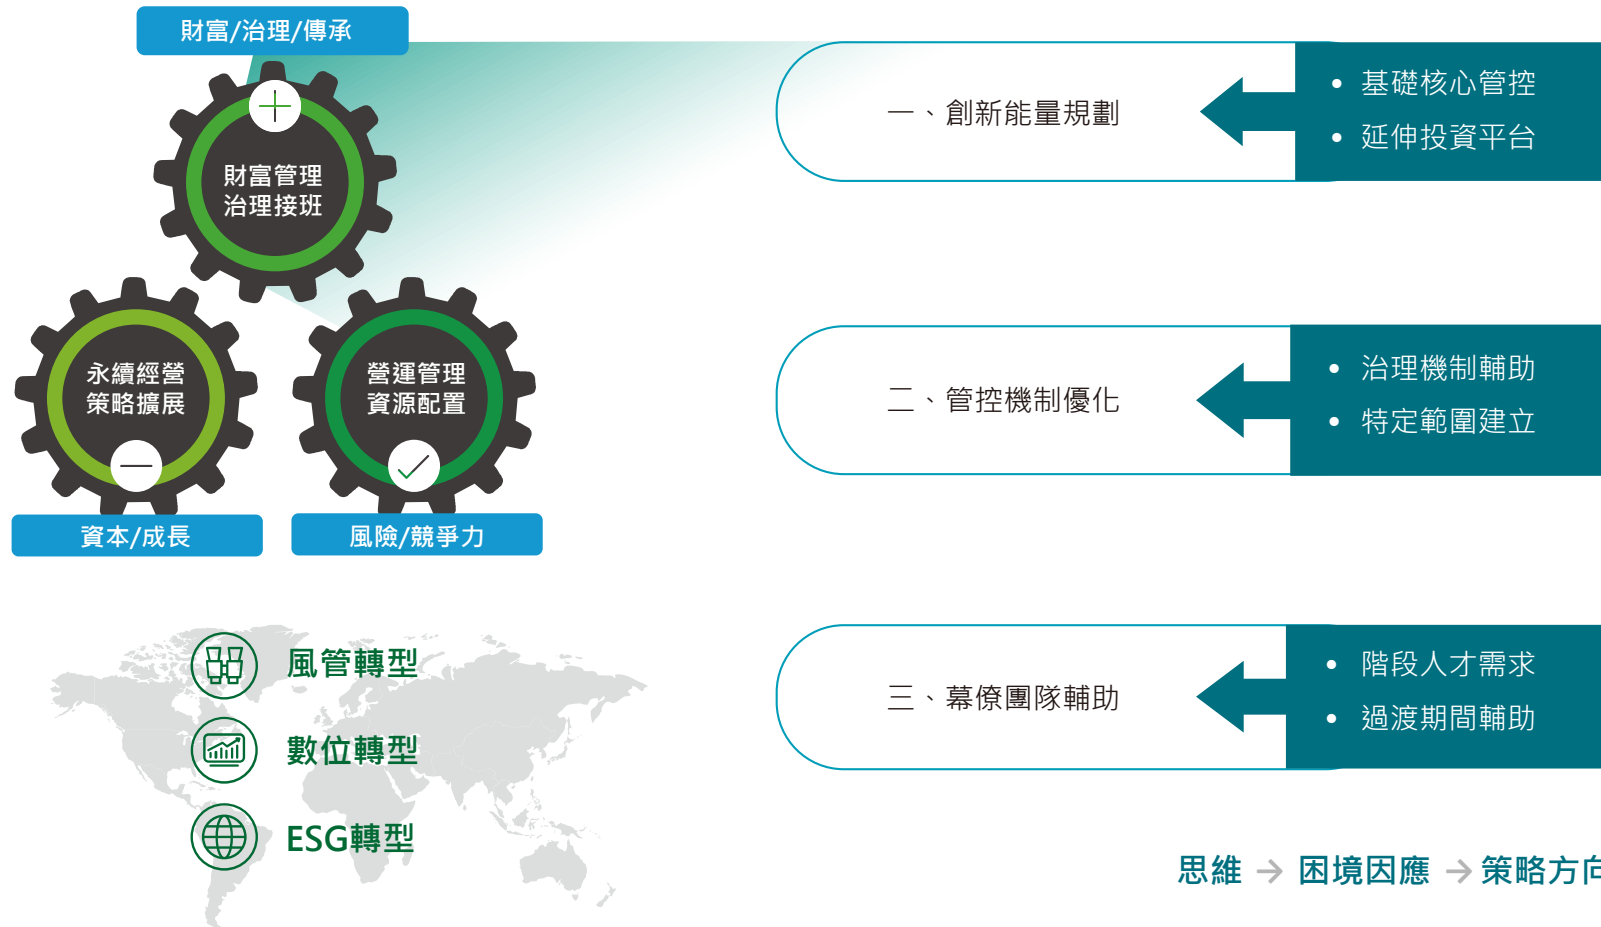 財富/治理/傳承
財富管理
治理接班
永續經營
策略擴展
營運管理
資源配置
資本/成長
風險/競爭力
風管轉型
數位轉型
ESG轉型
一、創新能量規劃
• 基礎核心管控
• 延伸投資平台
二、管控機制優化
• 治理機制輔助
• 特定範圍建立
三、幕僚團隊輔助
• 階段人才需求
• 過渡期間輔助
思維 → 困境因應 → 策略方向